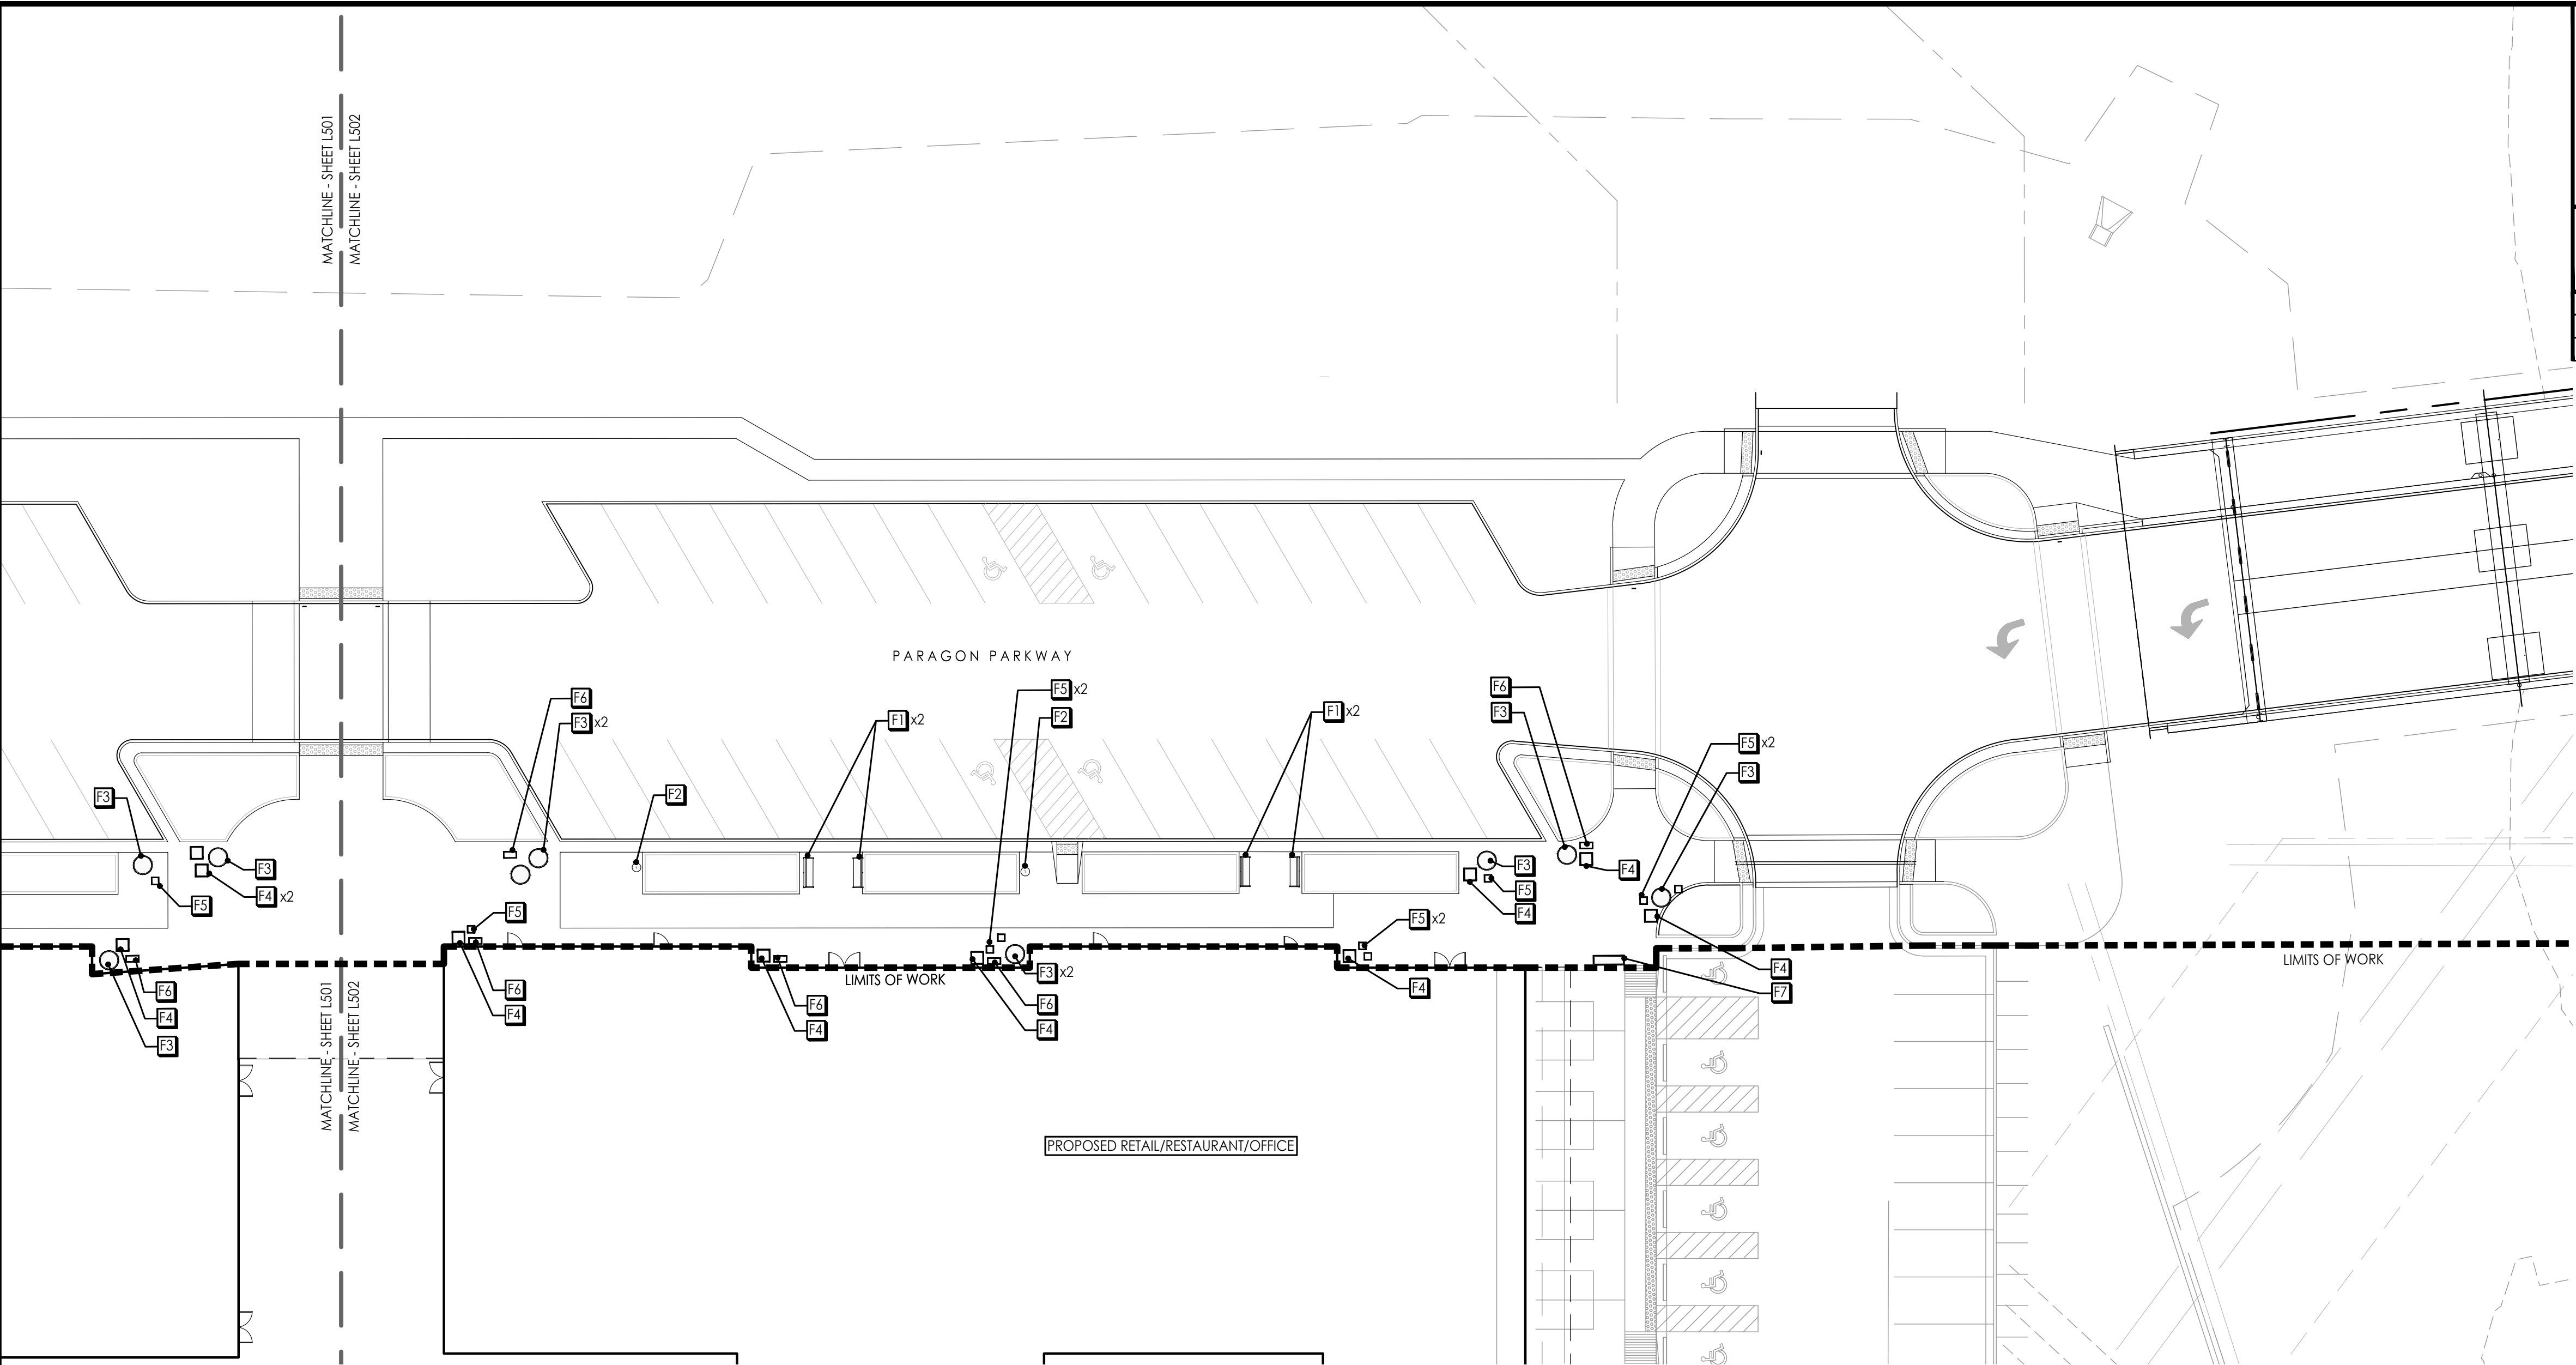 MATCHLINE - SHEET L501
MATCHLINE - SHEET L502
PARAGON PARKWAY
F6
F3 x2
F1 x2
F5 x2
F2
F1 x2
F6
F3
F5 x2
F3
F2
F3
F3
F4 x2
F5
F3
F5
F4
F4
F5
F5 x2
F6
F4
F3
F6
F4
LIMITS OF WORK
F6
F4
F3 x2
F6
F4
F4
F4
F7
LIMITS OF WORK
MATCHLINE - SHEET L501
MATCHLINE - SHEET L502
PROPOSED RETAIL/RESTAURANT/OFFICE